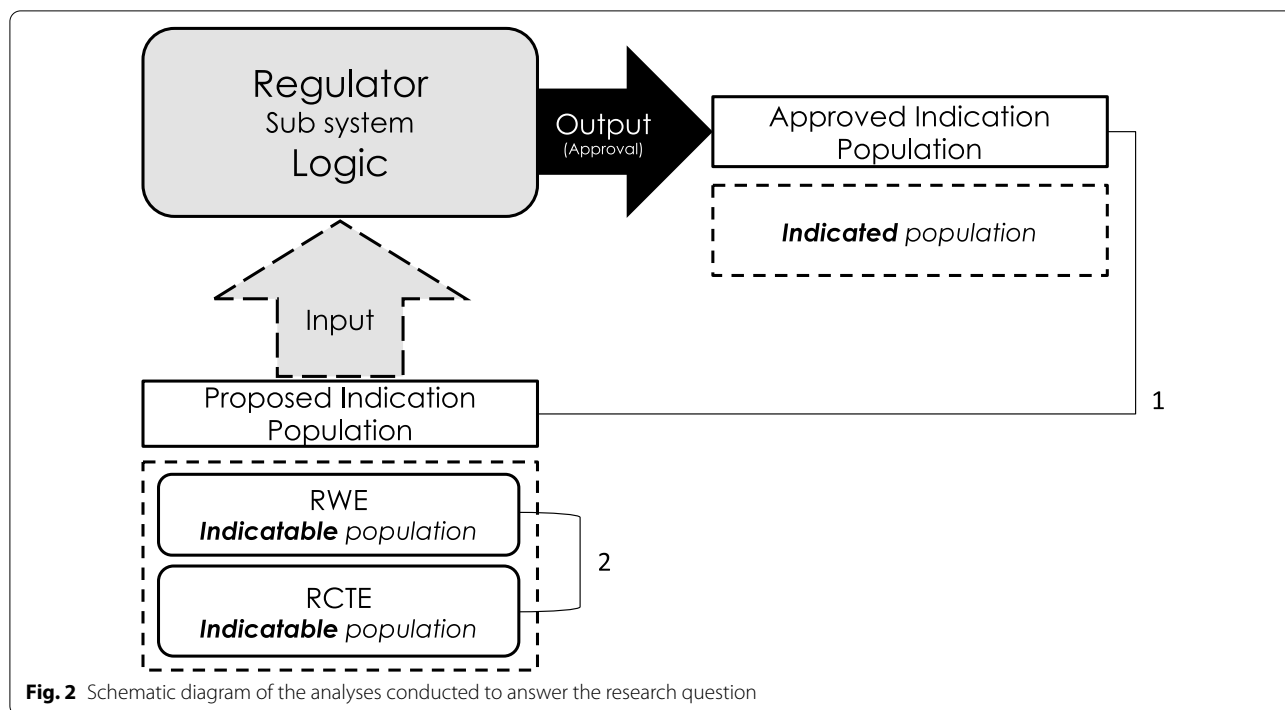 Regulator
Sub system
Logic
Output
(Approval)
Approved Indication
Population
Indicated population
Input
Proposed Indication
Population
1
RWE
Indicatable population
2
RCTE
Indicatable population
Fig. 2 Schematic diagram of the analyses conducted to answer the research question